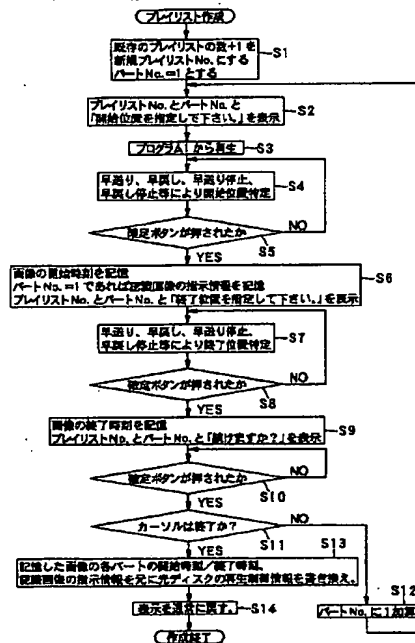 プレイリスト作成
既存のプレイリストの数+1を
新規プレイリストNo.にする
パートNo.=1とする
S1
プレイリストNo.とパートNo.と
「開始位置を指定して下さい。」を表示
S2
プログラム1から再生
S3
早送り、早戻し、早送り停止、
早戻し停止等により開始位置特定
S4
確定ボタンが押されたか
NO
S5
YES
画像の開始時刻を記憶
パートNo.=1であれば認識画像の指示情報を記憶
プレイリストNo.とパートNo.と「終了位置を指定して下さい。」を表示
S6
早送り、早戻し、早送り停止、
早戻し停止等により終了位置特定
S7
確定ボタンが押されたか
NO
S8
YES
画像の終了時刻を記憶
プレイリストNo.とパートNo.と「続けますか?」を表示
S9
確定ボタンが押されたか
NO
S10
YES
カーソルは終了か?
NO
S11
YES
S13
記憶した画像の各パートの開始時刻/終了時刻、
認識画像の指示情報を元に光ディスクの再生制御情報を書き換え。
S12
パートNo.に1加算
表示を通常に戻す。
S14
作成終了